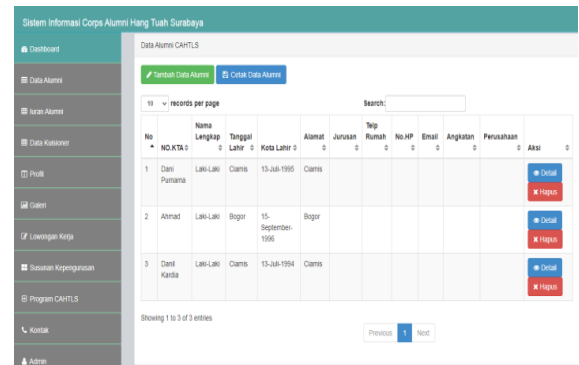 Sistem Informasi Corps Alumni Hang Tuah Surabaya
Dashboard
Data Alumni
Iuran Alumni
Data Kuisioner
Profil
Galeri
Lowongan Kerja
Susunan Kepengurusan
Program CAHTLS
Kontak
Admin
Data Alumni CAHTLS
Tambah Data Alumni Cetak Data Alumni
10 records per page Search:
No NO.KTA Nama Lengkap Tanggal Lahir Kota Lahir Alamat Jurusan Telp Rumah No.HP Email Angkatan Perusahaan Aksi
1 Dani Purnama Laki-Laki Ciamis 13-Juli-1995 Ciamis Detail
Hapus
2 Ahmad Laki-Laki Bogor 15-September-1996 Bogor Detail
Hapus
3 Danil Kardia Laki-Laki Ciamis 13-Juli-1994 Ciamis Detail
Hapus
Showing 1 to 3 of 3 entries
Previous 1 Next